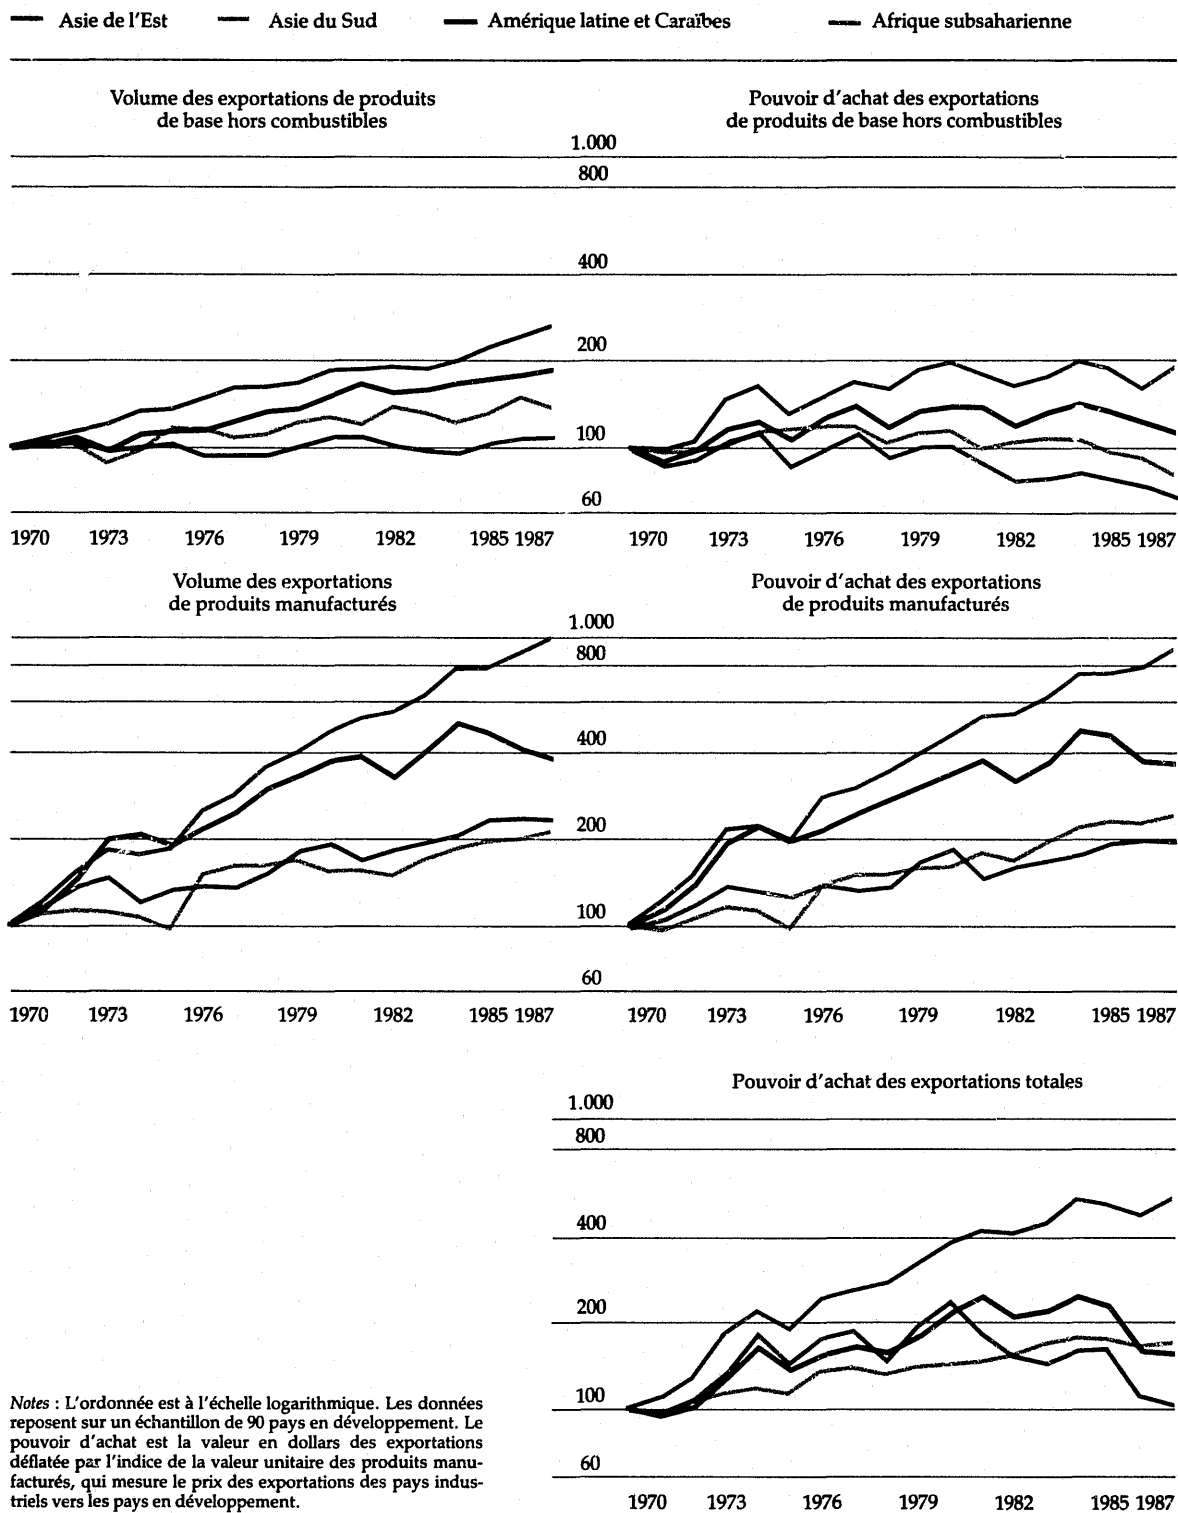 Asie de l'Est
Asie du Sud
Amérique latine et Caraïbes
Afrique subsaharienne
Volume des exportations de produits
de base hors combustibles
Pouvoir d'achat des exportations
de produits de base hors combustibles
1.000
800
400
200
100
60
1970 1973 1976 1979 1982 1985 1987
1970 1973 1976 1979 1982 1985 1987
Volume des exportations
de produits manufacturés
Pouvoir d'achat des exportations
de produits manufacturés
1.000
800
400
200
100
60
1970 1973 1976 1979 1982 1985 1987
1970 1973 1976 1979 1982 1985 1987
Pouvoir d'achat des exportations totales
1.000
800
400
200
100
60
1970 1973 1976 1979 1982 1985 1987
Notes : L'ordonnée est à l'échelle logarithmique. Les données
reposent sur un échantillon de 90 pays en développement. Le
pouvoir d'achat est la valeur en dollars des exportations
déflatée par l'indice de la valeur unitaire des produits manu-
facturés, qui mesure le prix des exportations des pays indus-
triels vers les pays en développement.